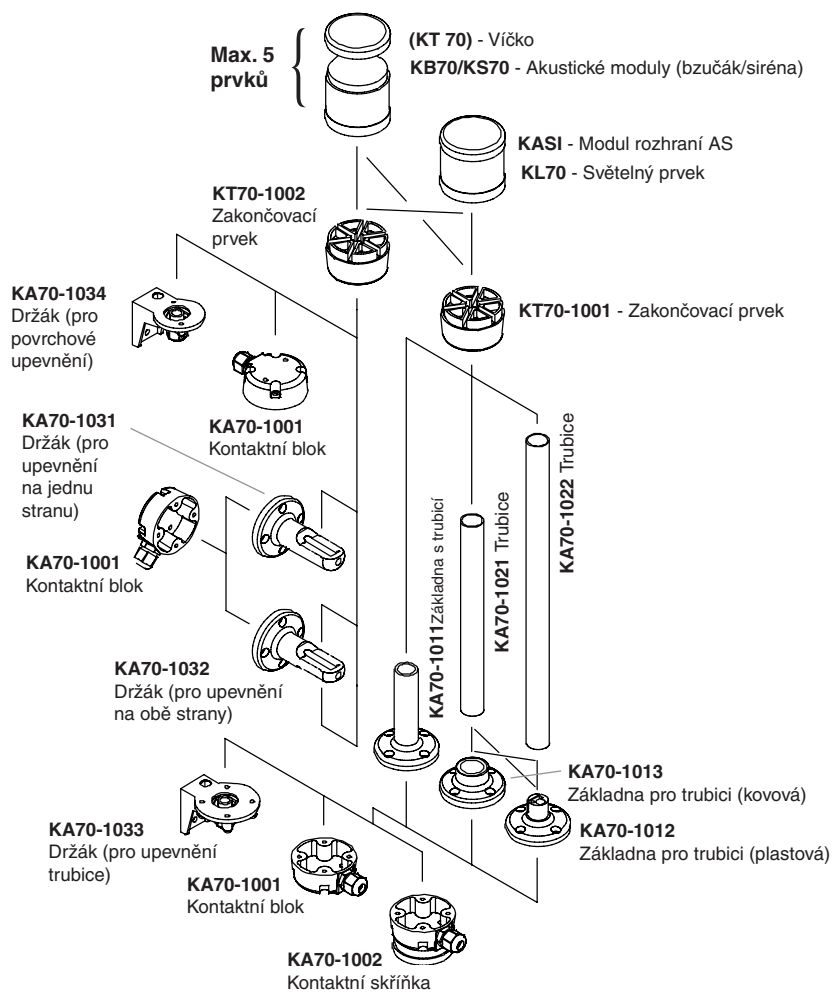 Max. 5
prvků
(KT 70) - Víčko
KB70/KS70 - Akustické moduly (bzučák/siréna)
KASI - Modul rozhraní AS
KL70 - Světelný prvek
KT70-1002
Zakončovací
prvek
KA70-1034
Držák (pro
povrchové
upevnění)
KT70-1001 - Zakončovací prvek
KA70-1001
Kontaktní blok
KA70-1031
Držák (pro
upevnění
na jednu
stranu)
KA70-1001
Kontaktní blok
KA70-1032
Držák (pro upevnění
na obě strany)
KA70-1011Základna s trubicí
KA70-1021 Trubice
KA70-1022 Trubice
KA70-1013
Základna pro trubici (kovová)
KA70-1012
Základna pro trubici (plastová)
KA70-1033
Držák (pro upevnění
trubice)
KA70-1001
Kontaktní blok
KA70-1002
Kontaktní skříňka